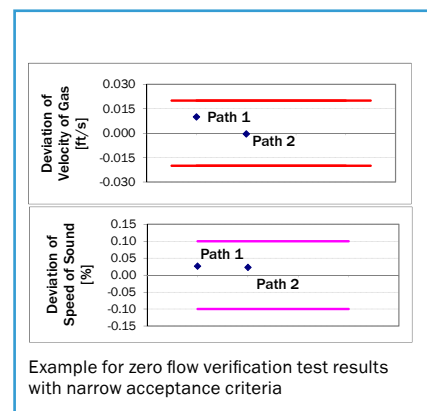 Deviation of
Velocity of Gas
[ft/s]
0.030
0.015
0.000
-0.015
-0.030
Path 1
Path 2
Deviation of
Speed of Sound
[%]
0.15
0.10
0.05
0.00
-0.05
-0.10
-0.15
Path 1
Path 2
Example for zero flow verification test results
with narrow acceptance criteria